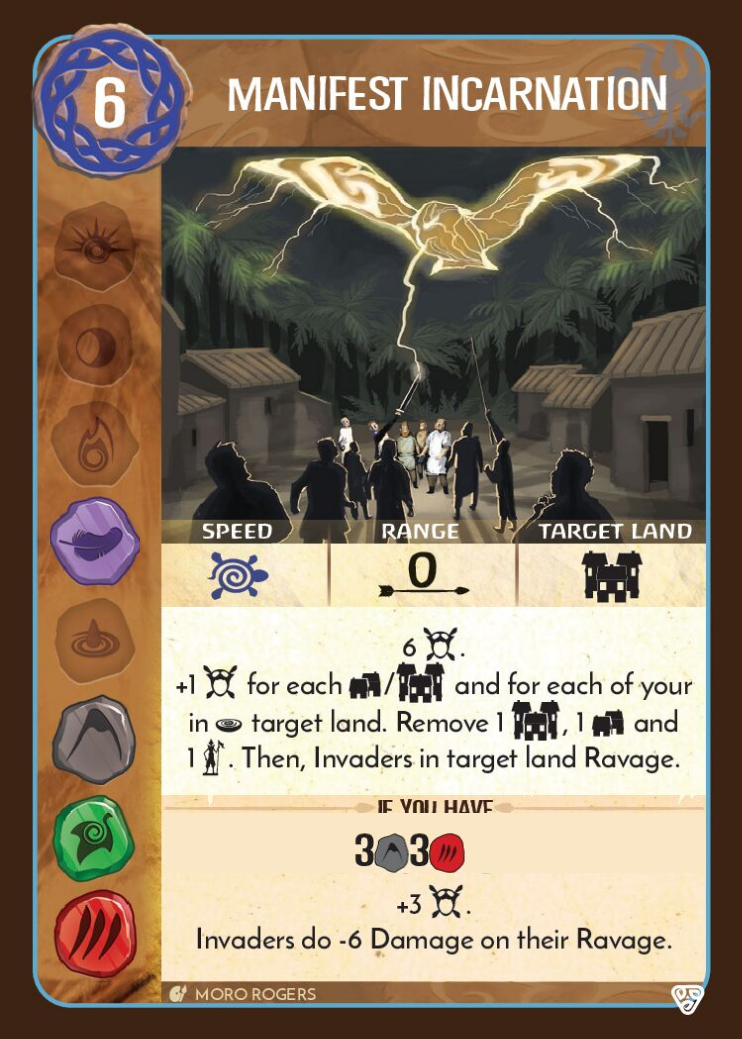 6
MANIFEST INCARNATION
SPEED RANGE TARGET LAND
0
6 .
+1 for each / and for each of your
in target land. Remove 1 , 1 and
1 . Then, Invaders in target land Ravage.
IF YOU HAVE
3 3
+3 .
Invaders do -6 Damage on their Ravage.
MORO ROGERS